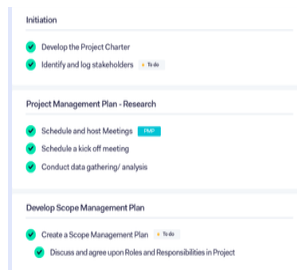 Initiation
Develop the Project Charter
Identify and log stakeholders To do
Project Management Plan - Research
Schedule and host Meetings PMP
Schedule a kick off meeting
Conduct data gathering/ analysis
Develop Scope Management Plan
Create a Scope Management Plan To do
Discuss and agree upon Roles and Responsibilities in Project